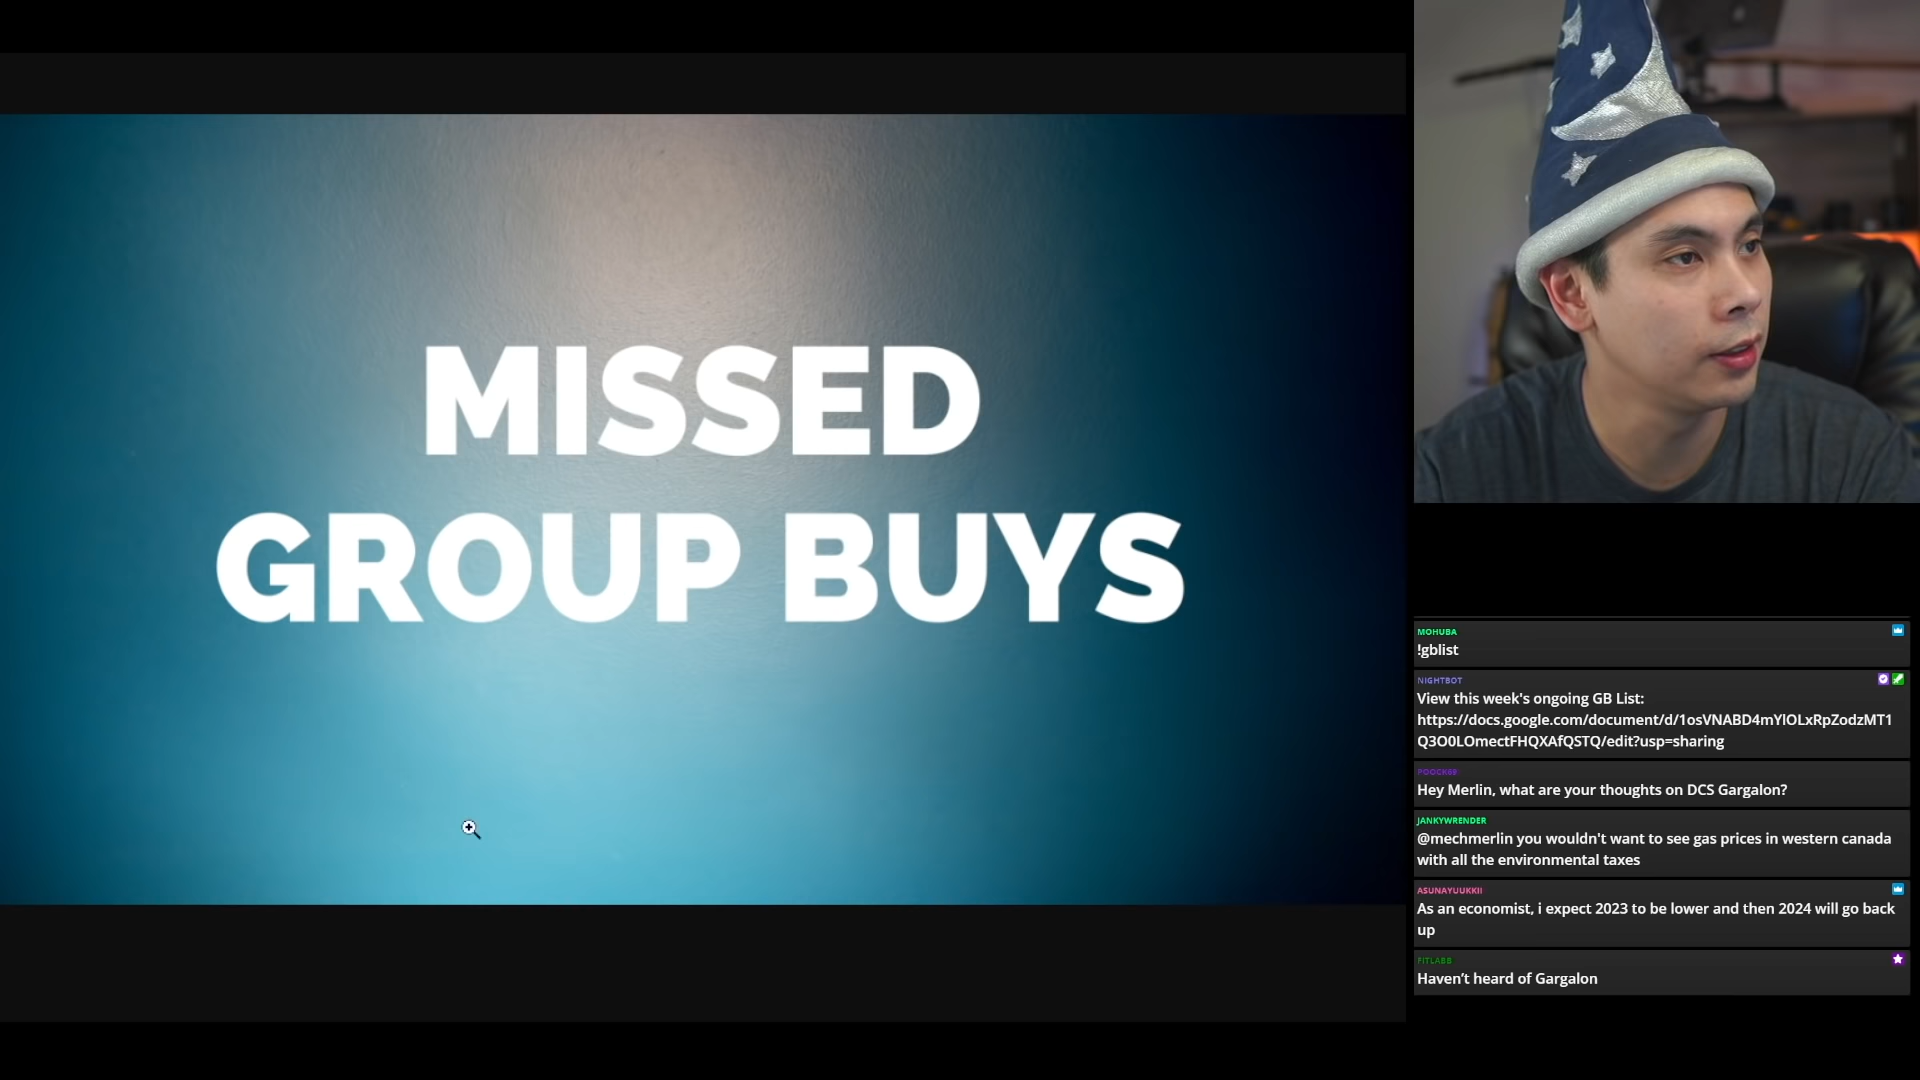 MISSED
GROUP BUYS
MOHUBA
!gblist
NIGHTBOT
View this week's ongoing GB List:
https://docs.google.com/document/d/1osVNABD4mYlOLxRpZodzMT1
Q3O0LOmectFHQXAfQSTQ/edit?usp=sharing
POOCK69
Hey Merlin, what are your thoughts on DCS Gargalon?
JANKYWRENDER
@mechmerlin you wouldn't want to see gas prices in western canada
with all the environmental taxes
ASUNAYUUKKII
As an economist, i expect 2023 to be lower and then 2024 will go back
up
FITLABB
Haven't heard of Gargalon